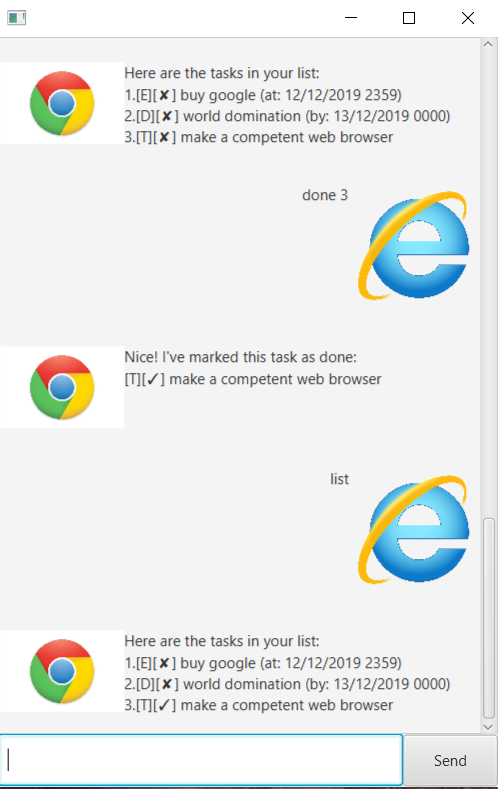 Here are the tasks in your list:
1.[E][✘] buy google (at: 12/12/2019 2359)
2.[D][✘] world domination (by: 13/12/2019 0000)
3.[T][✘] make a competent web browser
done 3
Nice! I've marked this task as done:
[T][✓] make a competent web browser
list
Here are the tasks in your list:
1.[E][✘] buy google (at: 12/12/2019 2359)
2.[D][✘] world domination (by: 13/12/2019 0000)
3.[T][✓] make a competent web browser
Send